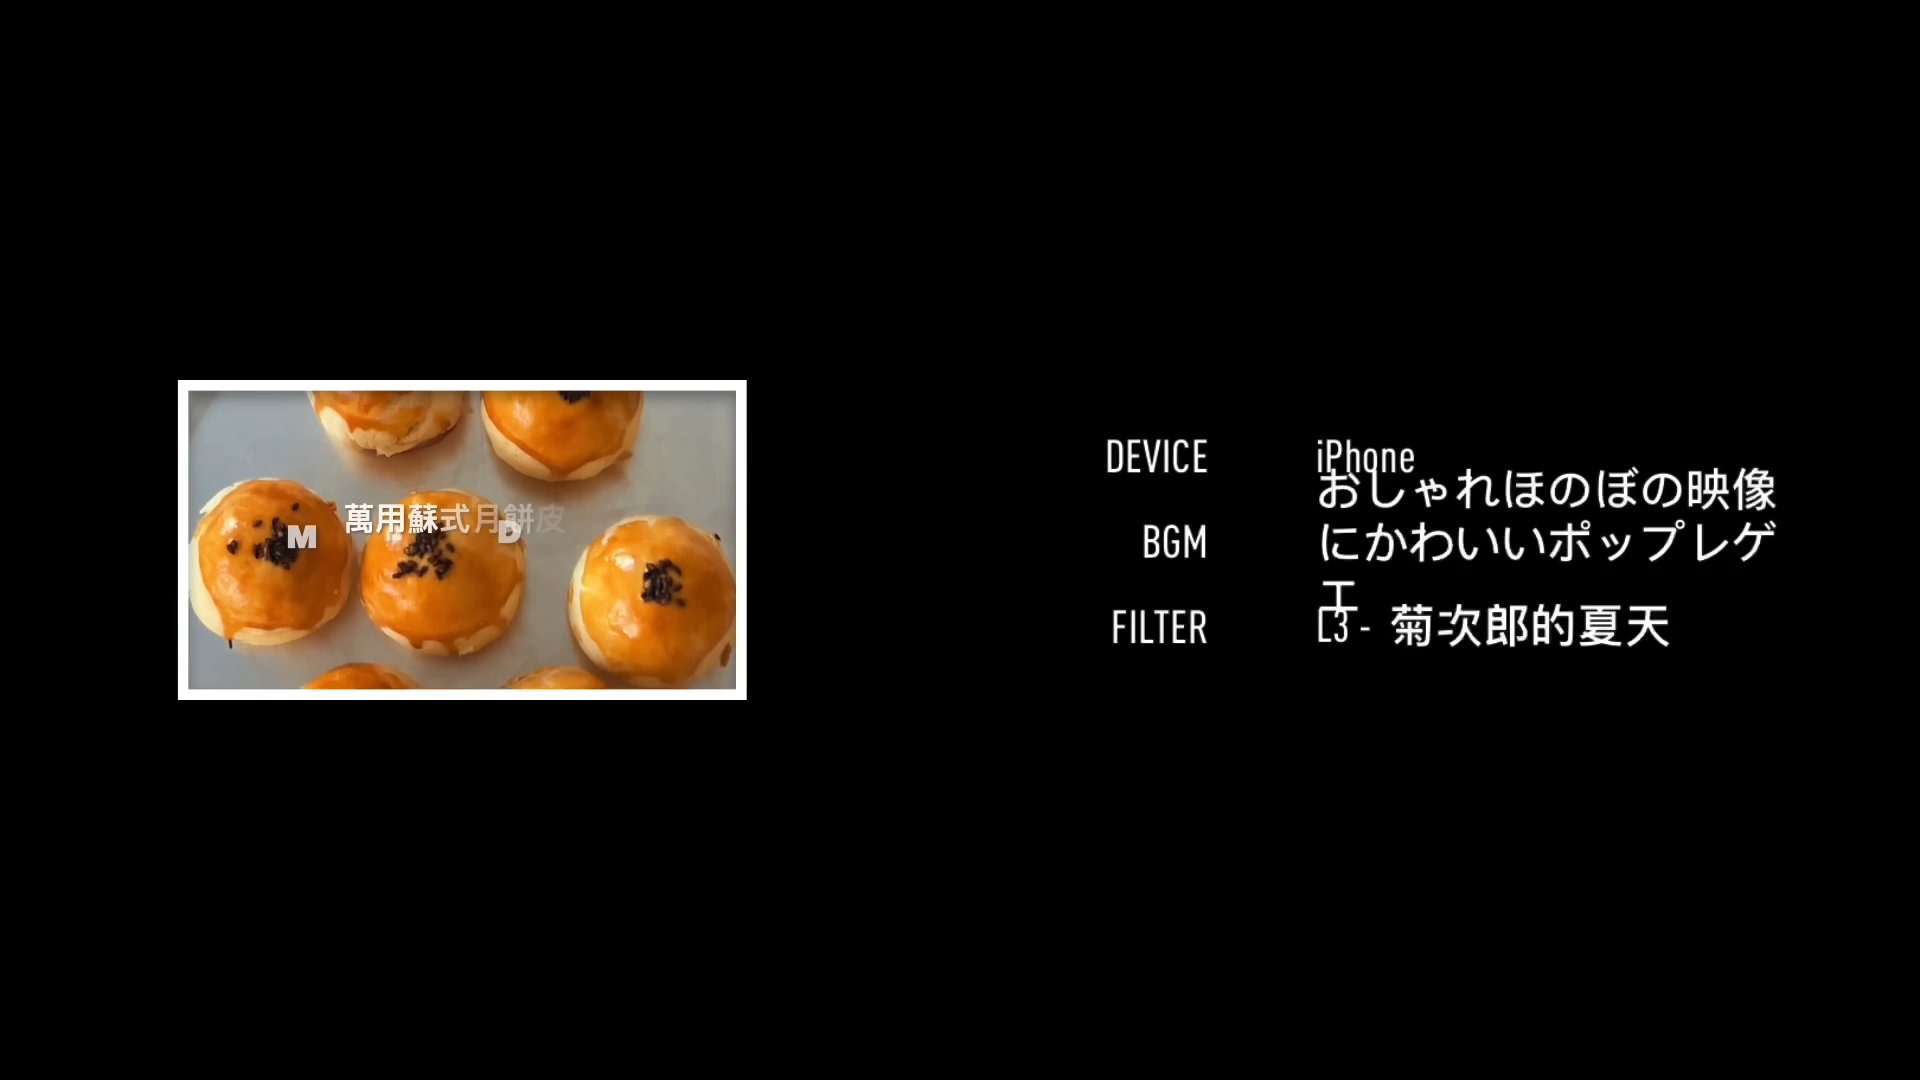 萬用蘇式月餅皮
M
D
DEVICE
iPhone
BGM
おしゃれほのぼの映像
にかわいいポップレゲ
エ
FILTER
C3 - 菊次郎的夏天